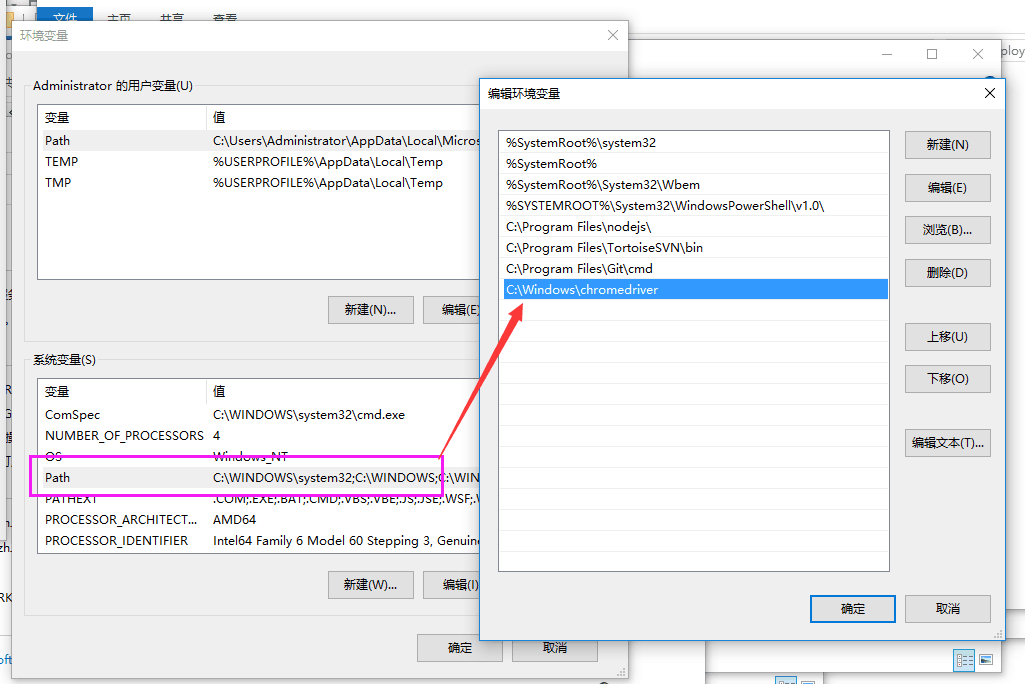 文件 主页 共享 查看
环境变量
Administrator 的用户变量(U)
变量 值
Path C:\Users\Administrator\AppData\Local\Micros
TEMP %USERPROFILE%\AppData\Local\Temp
TMP %USERPROFILE%\AppData\Local\Temp
新建(N)... 编辑(E)
系统变量(S)
变量 值
ComSpec C:\WINDOWS\system32\cmd.exe
NUMBER_OF_PROCESSORS 4
OS Windows_NT
Path C:\WINDOWS\system32;C:\WINDOWS;C:\WIN
PATHEXT .COM;.EXE;.BAT;.CMD;.VBS;.VBE;.JS;.JSE;.WSF;
PROCESSOR_ARCHITECT... AMD64
PROCESSOR_IDENTIFIER Intel64 Family 6 Model 60 Stepping 3, Genuine
新建(W)... 编辑(I)
确定 取消
编辑环境变量
%SystemRoot%\system32
%SystemRoot%
%SystemRoot%\System32\Wbem
%SYSTEMROOT%\System32\WindowsPowerShell\v1.0\
C:\Program Files\nodejs\
C:\Program Files\TortoiseSVN\bin
C:\Program Files\Git\cmd
C:\Windows\chromedriver
新建(N)
编辑(E)
浏览(B)...
删除(D)
上移(U)
下移(O)
编辑文本(T)...
确定 取消
ploy